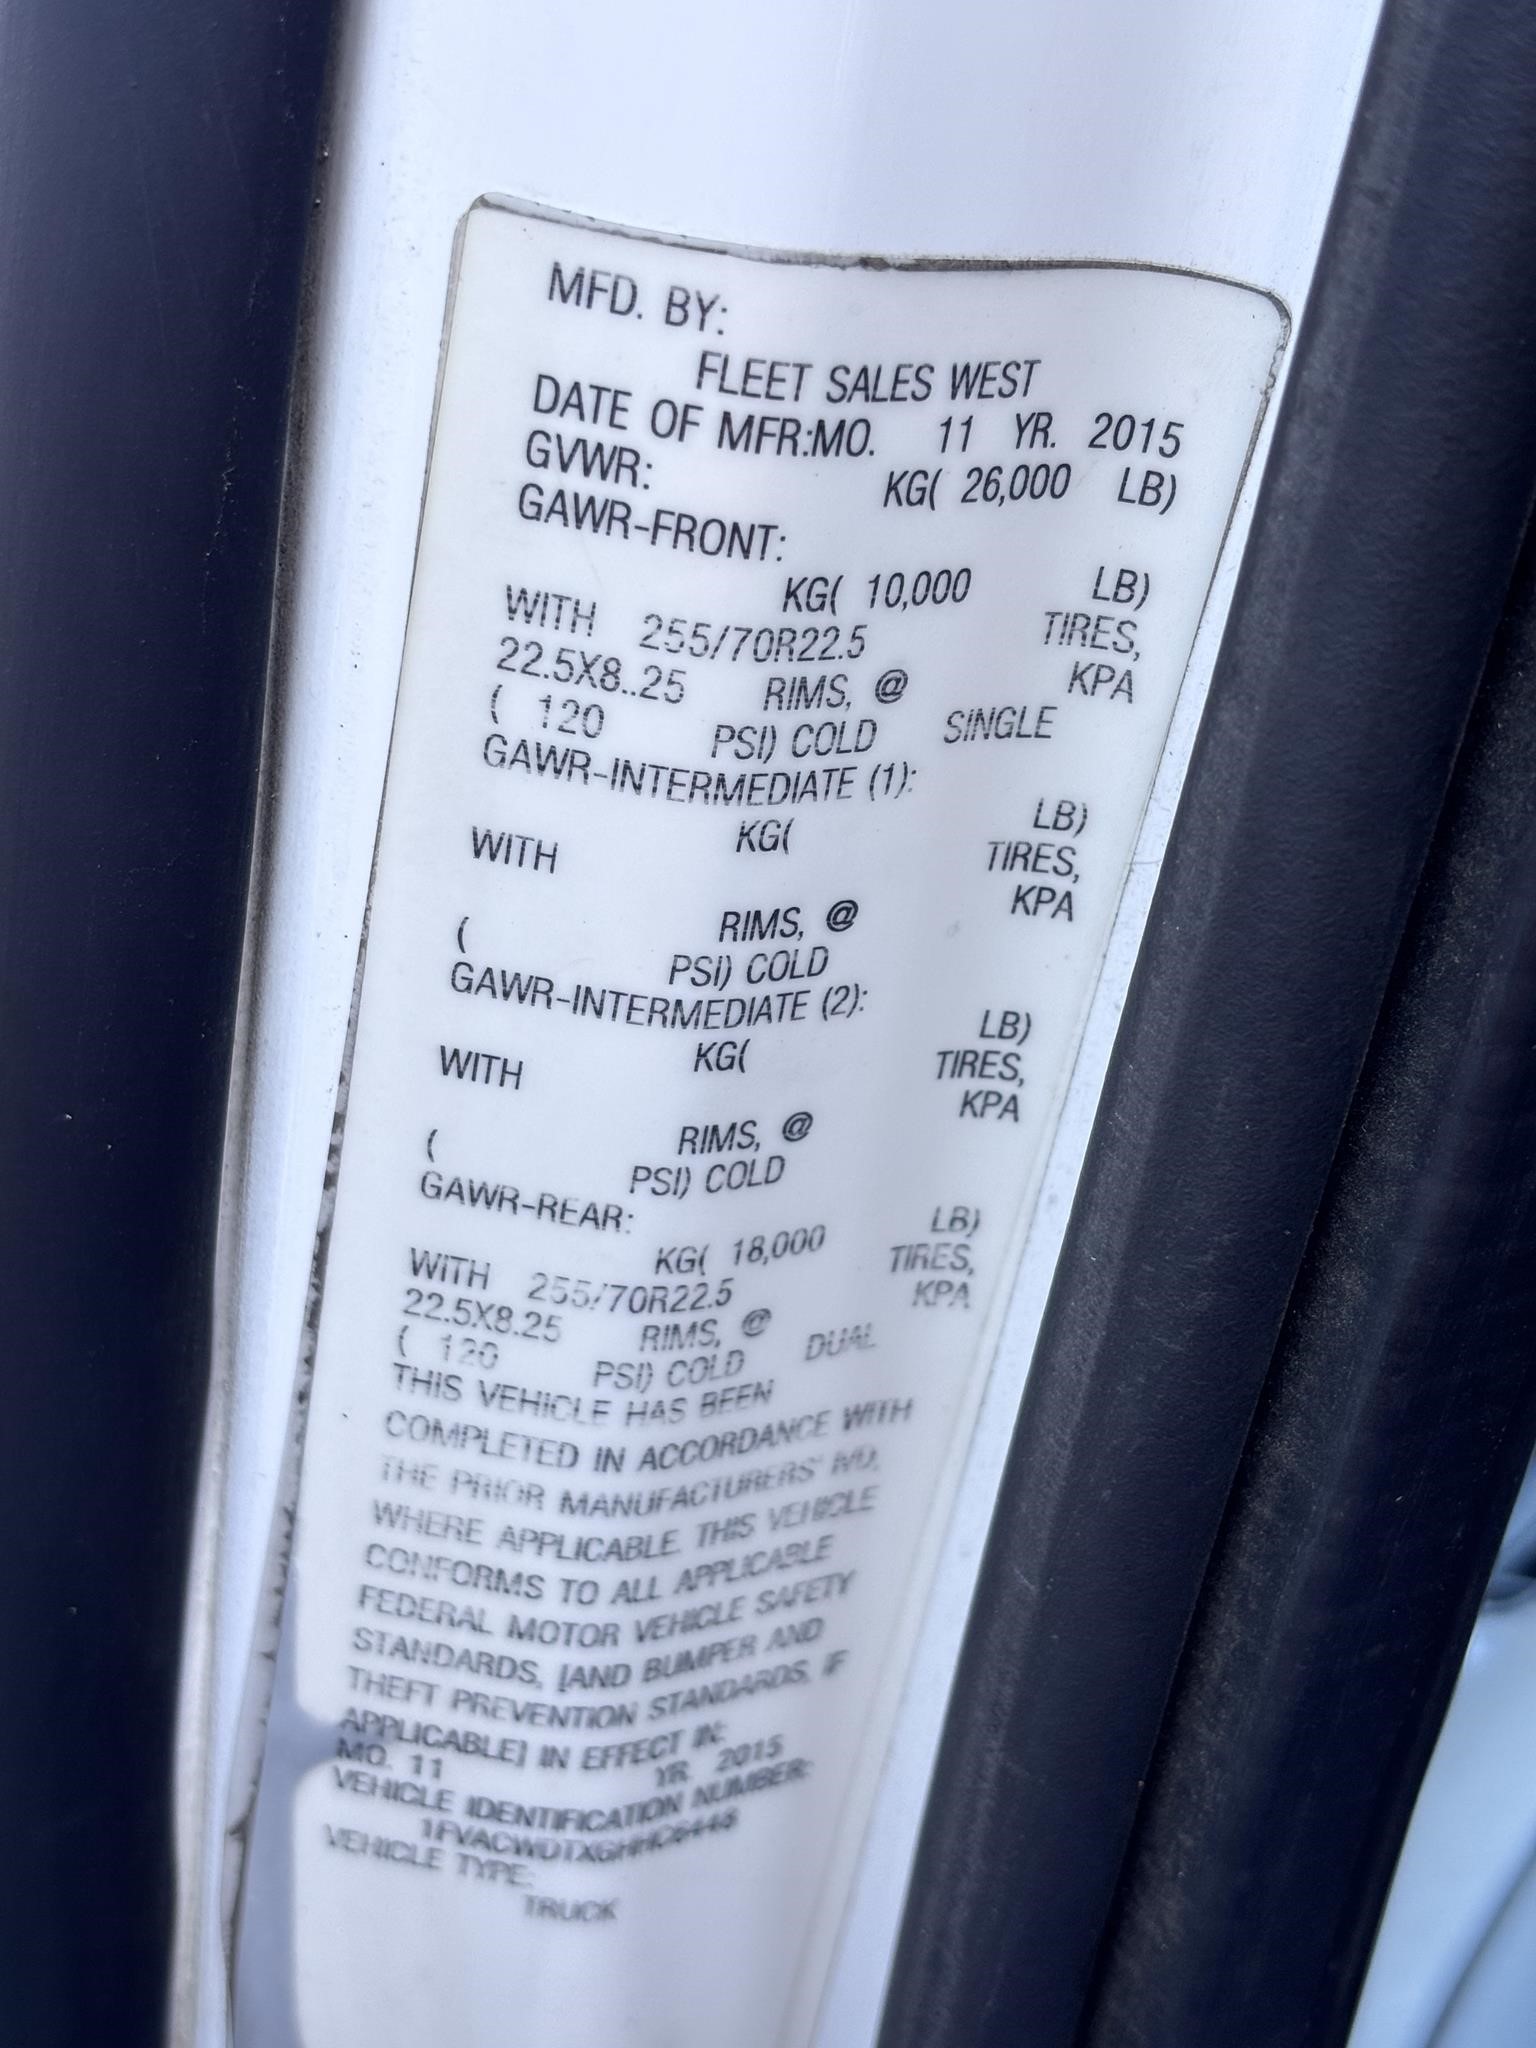 MFD. BY:
FLEET SALES WEST
DATE OF MFR:MO. 11 YR. 2015
GVWR: KG( 26,000 LB)
GAWR-FRONT:
KG( 10,000 LB)
WITH 255/70R22.5 TIRES,
22.5X8..25 RIMS, @ KPA
( 120 PSI) COLD SINGLE
GAWR-INTERMEDIATE (1):
KG( LB)
WITH TIRES,
RIMS, @ KPA
( PSI) COLD
GAWR-INTERMEDIATE (2):
KG( LB)
WITH TIRES,
RIMS, @ KPA
( PSI) COLD
GAWR-REAR:
KG( 18,000 LB)
WITH 255/70R22.5 TIRES,
22.5X8.25 RIMS, @ KPA
( 120 PSI) COLD DUAL
THIS VEHICLE HAS BEEN
COMPLETED IN ACCORDANCE WITH
THE PRIOR MANUFACTURERS' IVD,
WHERE APPLICABLE. THIS VEHICLE
CONFORMS TO ALL APPLICABLE
FEDERAL MOTOR VEHICLE SAFETY
STANDARDS, [AND BUMPER AND
THEFT PREVENTION STANDARDS, IF
APPLICABLE] IN EFFECT IN:
MO. 11 YR. 2015
VEHICLE IDENTIFICATION NUMBER:
VEHICLE TYPE:
TRUCK